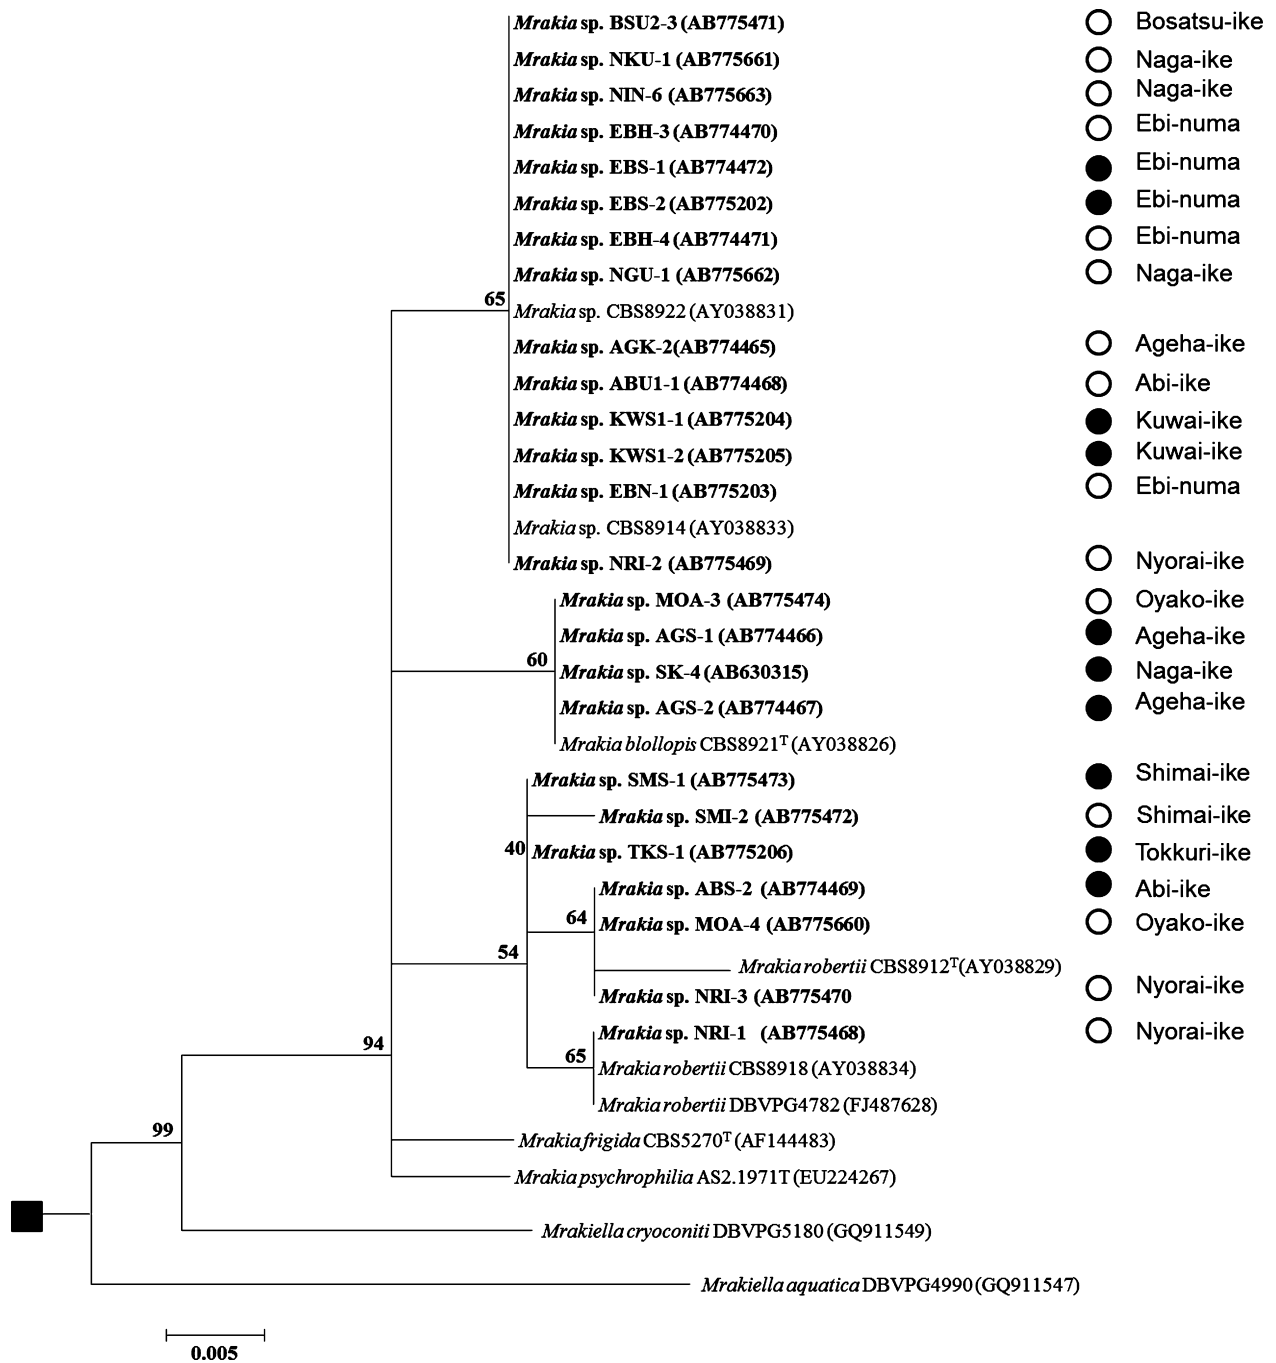 Mrakia sp. BSU2-3 (AB775471) Bosatsu-ike
Mrakia sp. NKU-1 (AB775661) Naga-ike
Mrakia sp. NIN-6 (AB775663) Naga-ike
Mrakia sp. EBH-3 (AB774470) Ebi-numa
Mrakia sp. EBS-1 (AB774472) Ebi-numa
Mrakia sp. EBS-2 (AB775202) Ebi-numa
Mrakia sp. EBH-4 (AB774471) Ebi-numa
Mrakia sp. NGU-1 (AB775662) Naga-ike
65
Mrakia sp. CBS8922 (AY038831)
Mrakia sp. AGK-2(AB774465) Ageha-ike
Mrakia sp. ABU1-1 (AB774468) Abi-ike
Mrakia sp. KWS1-1 (AB775204) Kuwai-ike
Mrakia sp. KWS1-2 (AB775205) Kuwai-ike
Mrakia sp. EBN-1 (AB775203) Ebi-numa
Mrakia sp. CBS8914 (AY038833)
Mrakia sp. NRI-2 (AB775469) Nyorai-ike
Mrakia sp. MOA-3 (AB775474) Oyako-ike
Mrakia sp. AGS-1 (AB774466) Ageha-ike
60
Mrakia sp. SK-4 (AB630315) Naga-ike
Mrakia sp. AGS-2 (AB774467) Ageha-ike
Mrakia blollopis CBS8921T (AY038826)
Mrakia sp. SMS-1 (AB775473) Shimai-ike
Mrakia sp. SMI-2 (AB775472) Shimai-ike
40
Mrakia sp. TKS-1 (AB775206) Tokkuri-ike
Mrakia sp. ABS-2 (AB774469) Abi-ike
64
Mrakia sp. MOA-4 (AB775660) Oyako-ike
54
Mrakia robertii CBS8912T(AY038829)
Mrakia sp. NRI-3 (AB775470 Nyorai-ike
Mrakia sp. NRI-1 (AB775468) Nyorai-ike
94
65
Mrakia robertii CBS8918 (AY038834)
Mrakia robertii DBVPG4782 (FJ487628)
99
Mrakia frigida CBS5270T (AF144483)
Mrakia psychrophilia AS2.1971T (EU224267)
Mrakiella cryoconiti DBVPG5180 (GQ911549)
Mrakiella aquatica DBVPG4990 (GQ911547)
0.005